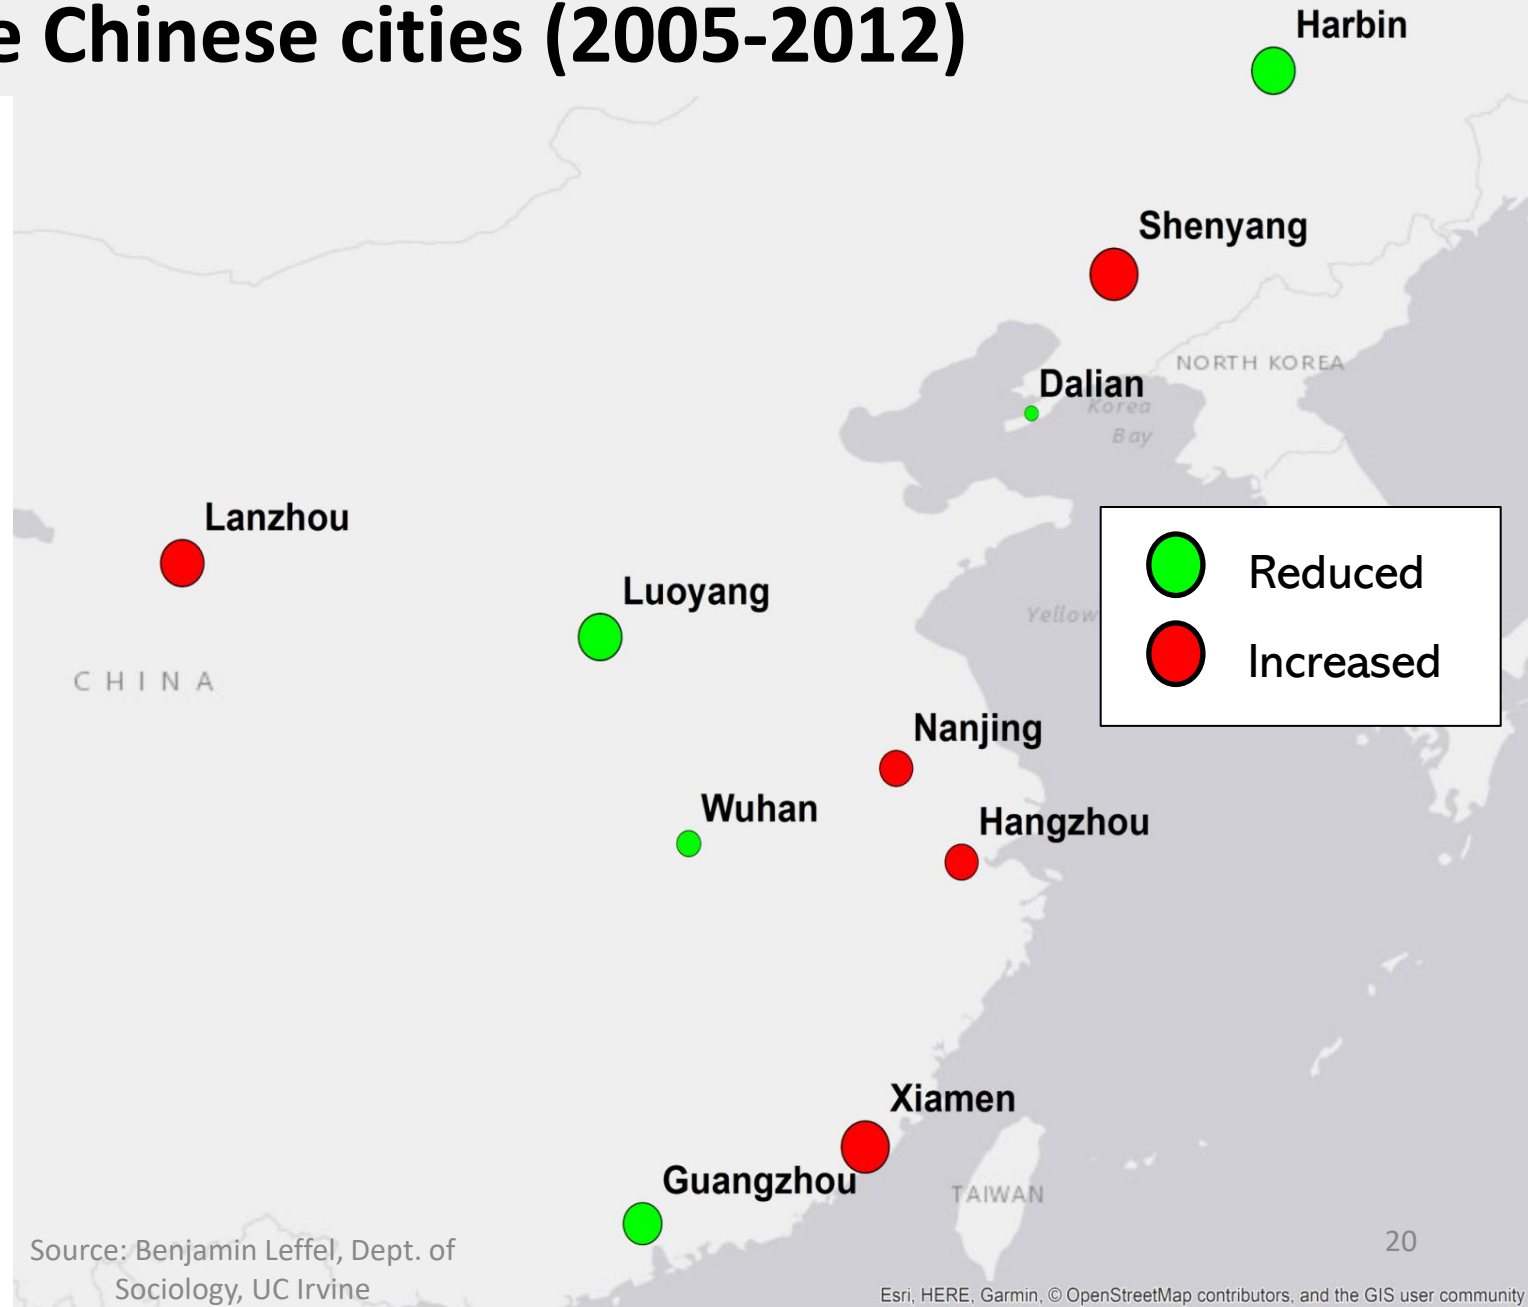 Chinese cities (2005-2012)
Harbin
Shenyang
NORTH KOREA
Dalian
Korea
Bay
Lanzhou
Reduced
Luoyang
Yellow
Increased
CHINA
Nanjing
Wuhan
Hangzhou
Xiamen
Guangzhou
TAIWAN
Source: Benjamin Leffel, Dept. of
Sociology, UC Irvine
20
Esri, HERE, Garmin, © OpenStreetMap contributors, and the GIS user community